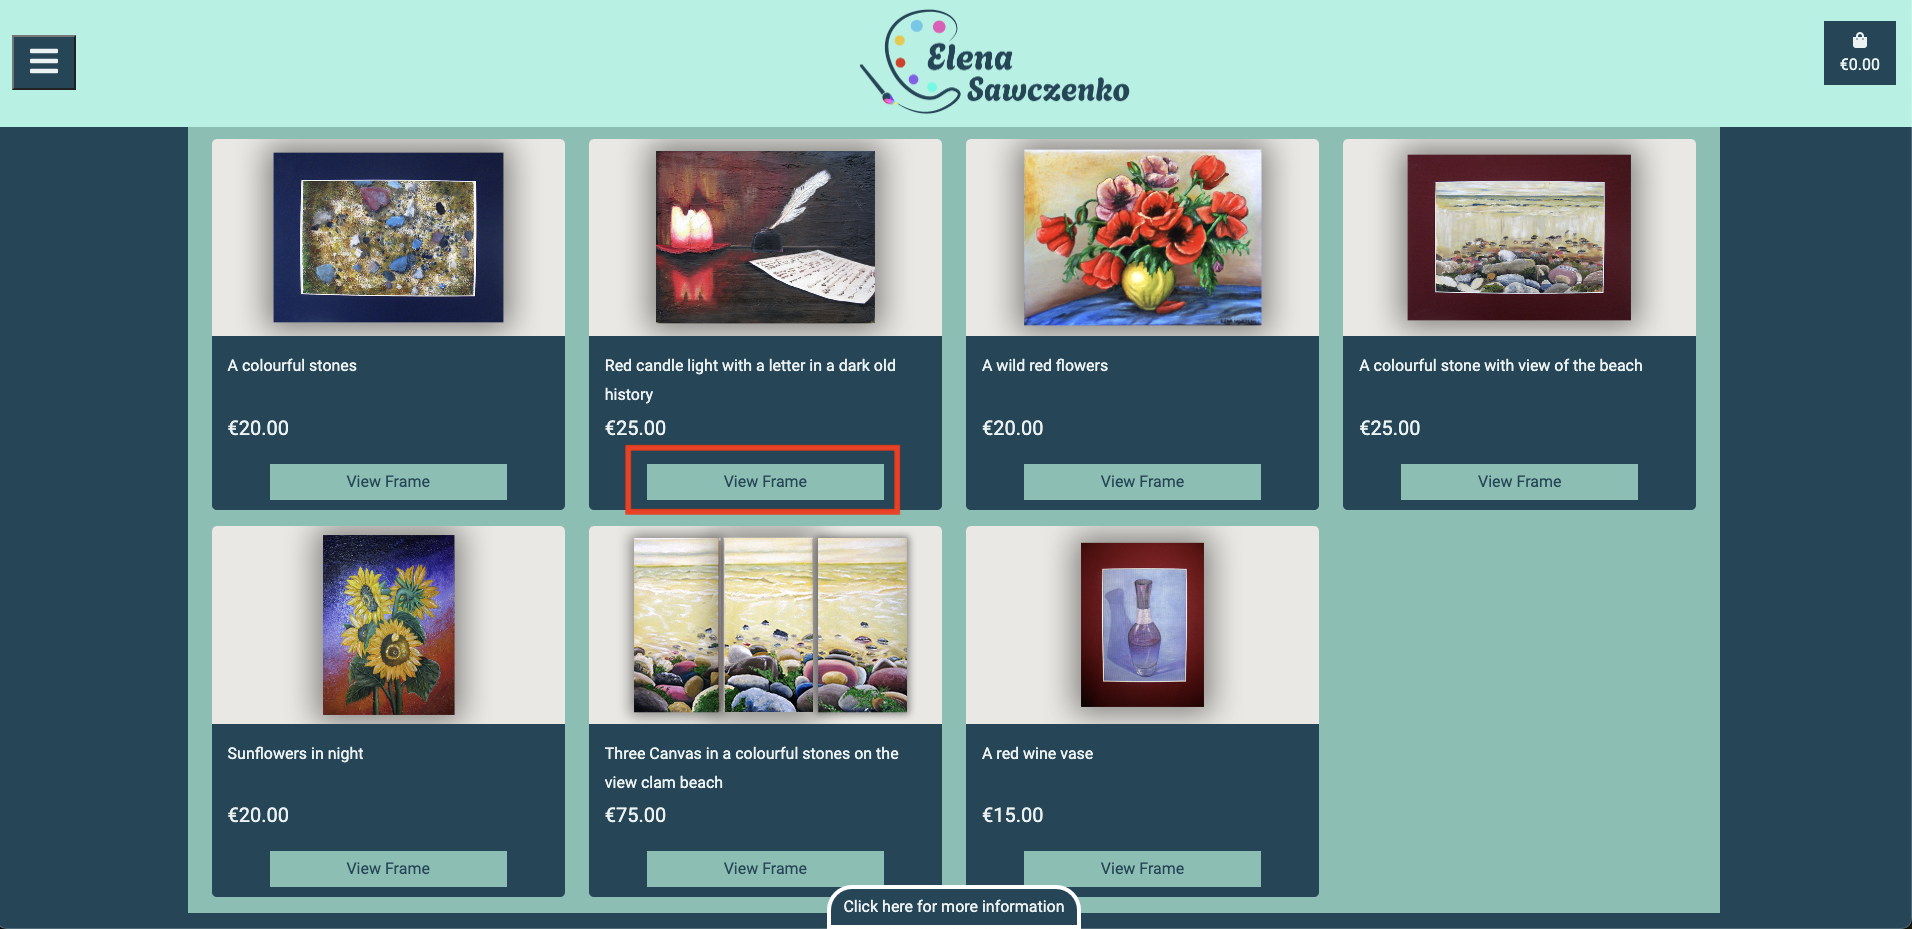 Elena
Sawczenko
€0.00
A colourful stones
€20.00
View Frame
Red candle light with a letter in a dark old
history
€25.00
View Frame
A wild red flowers
€20.00
View Frame
A colourful stone with view of the beach
€25.00
View Frame
Sunflowers in night
€20.00
View Frame
Three Canvas in a colourful stones on the
view clam beach
€75.00
View Frame
A red wine vase
€15.00
View Frame
Click here for more information